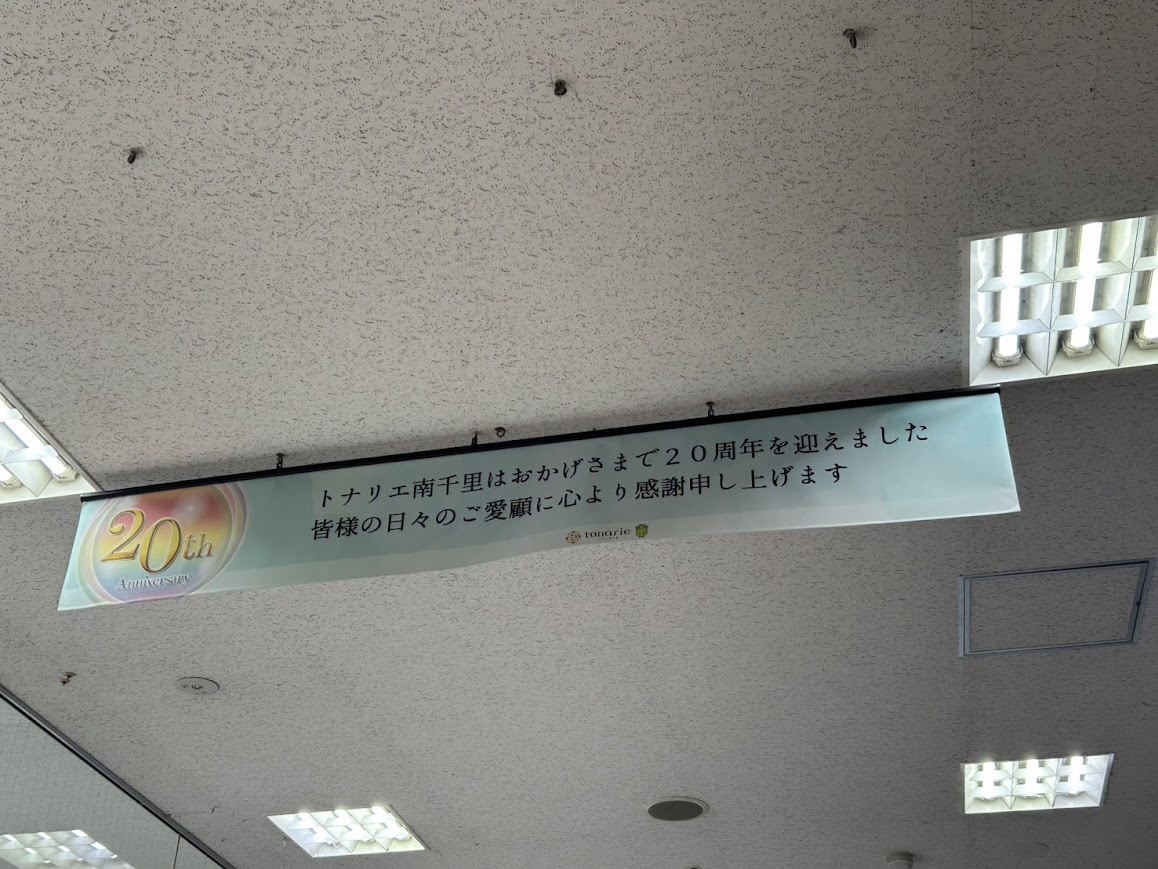 20th
Anniversary
トナリエ南千里はおかげさまで２０周年を迎えました
皆様の日々のご愛顧に心より感謝申し上げます
tonarie